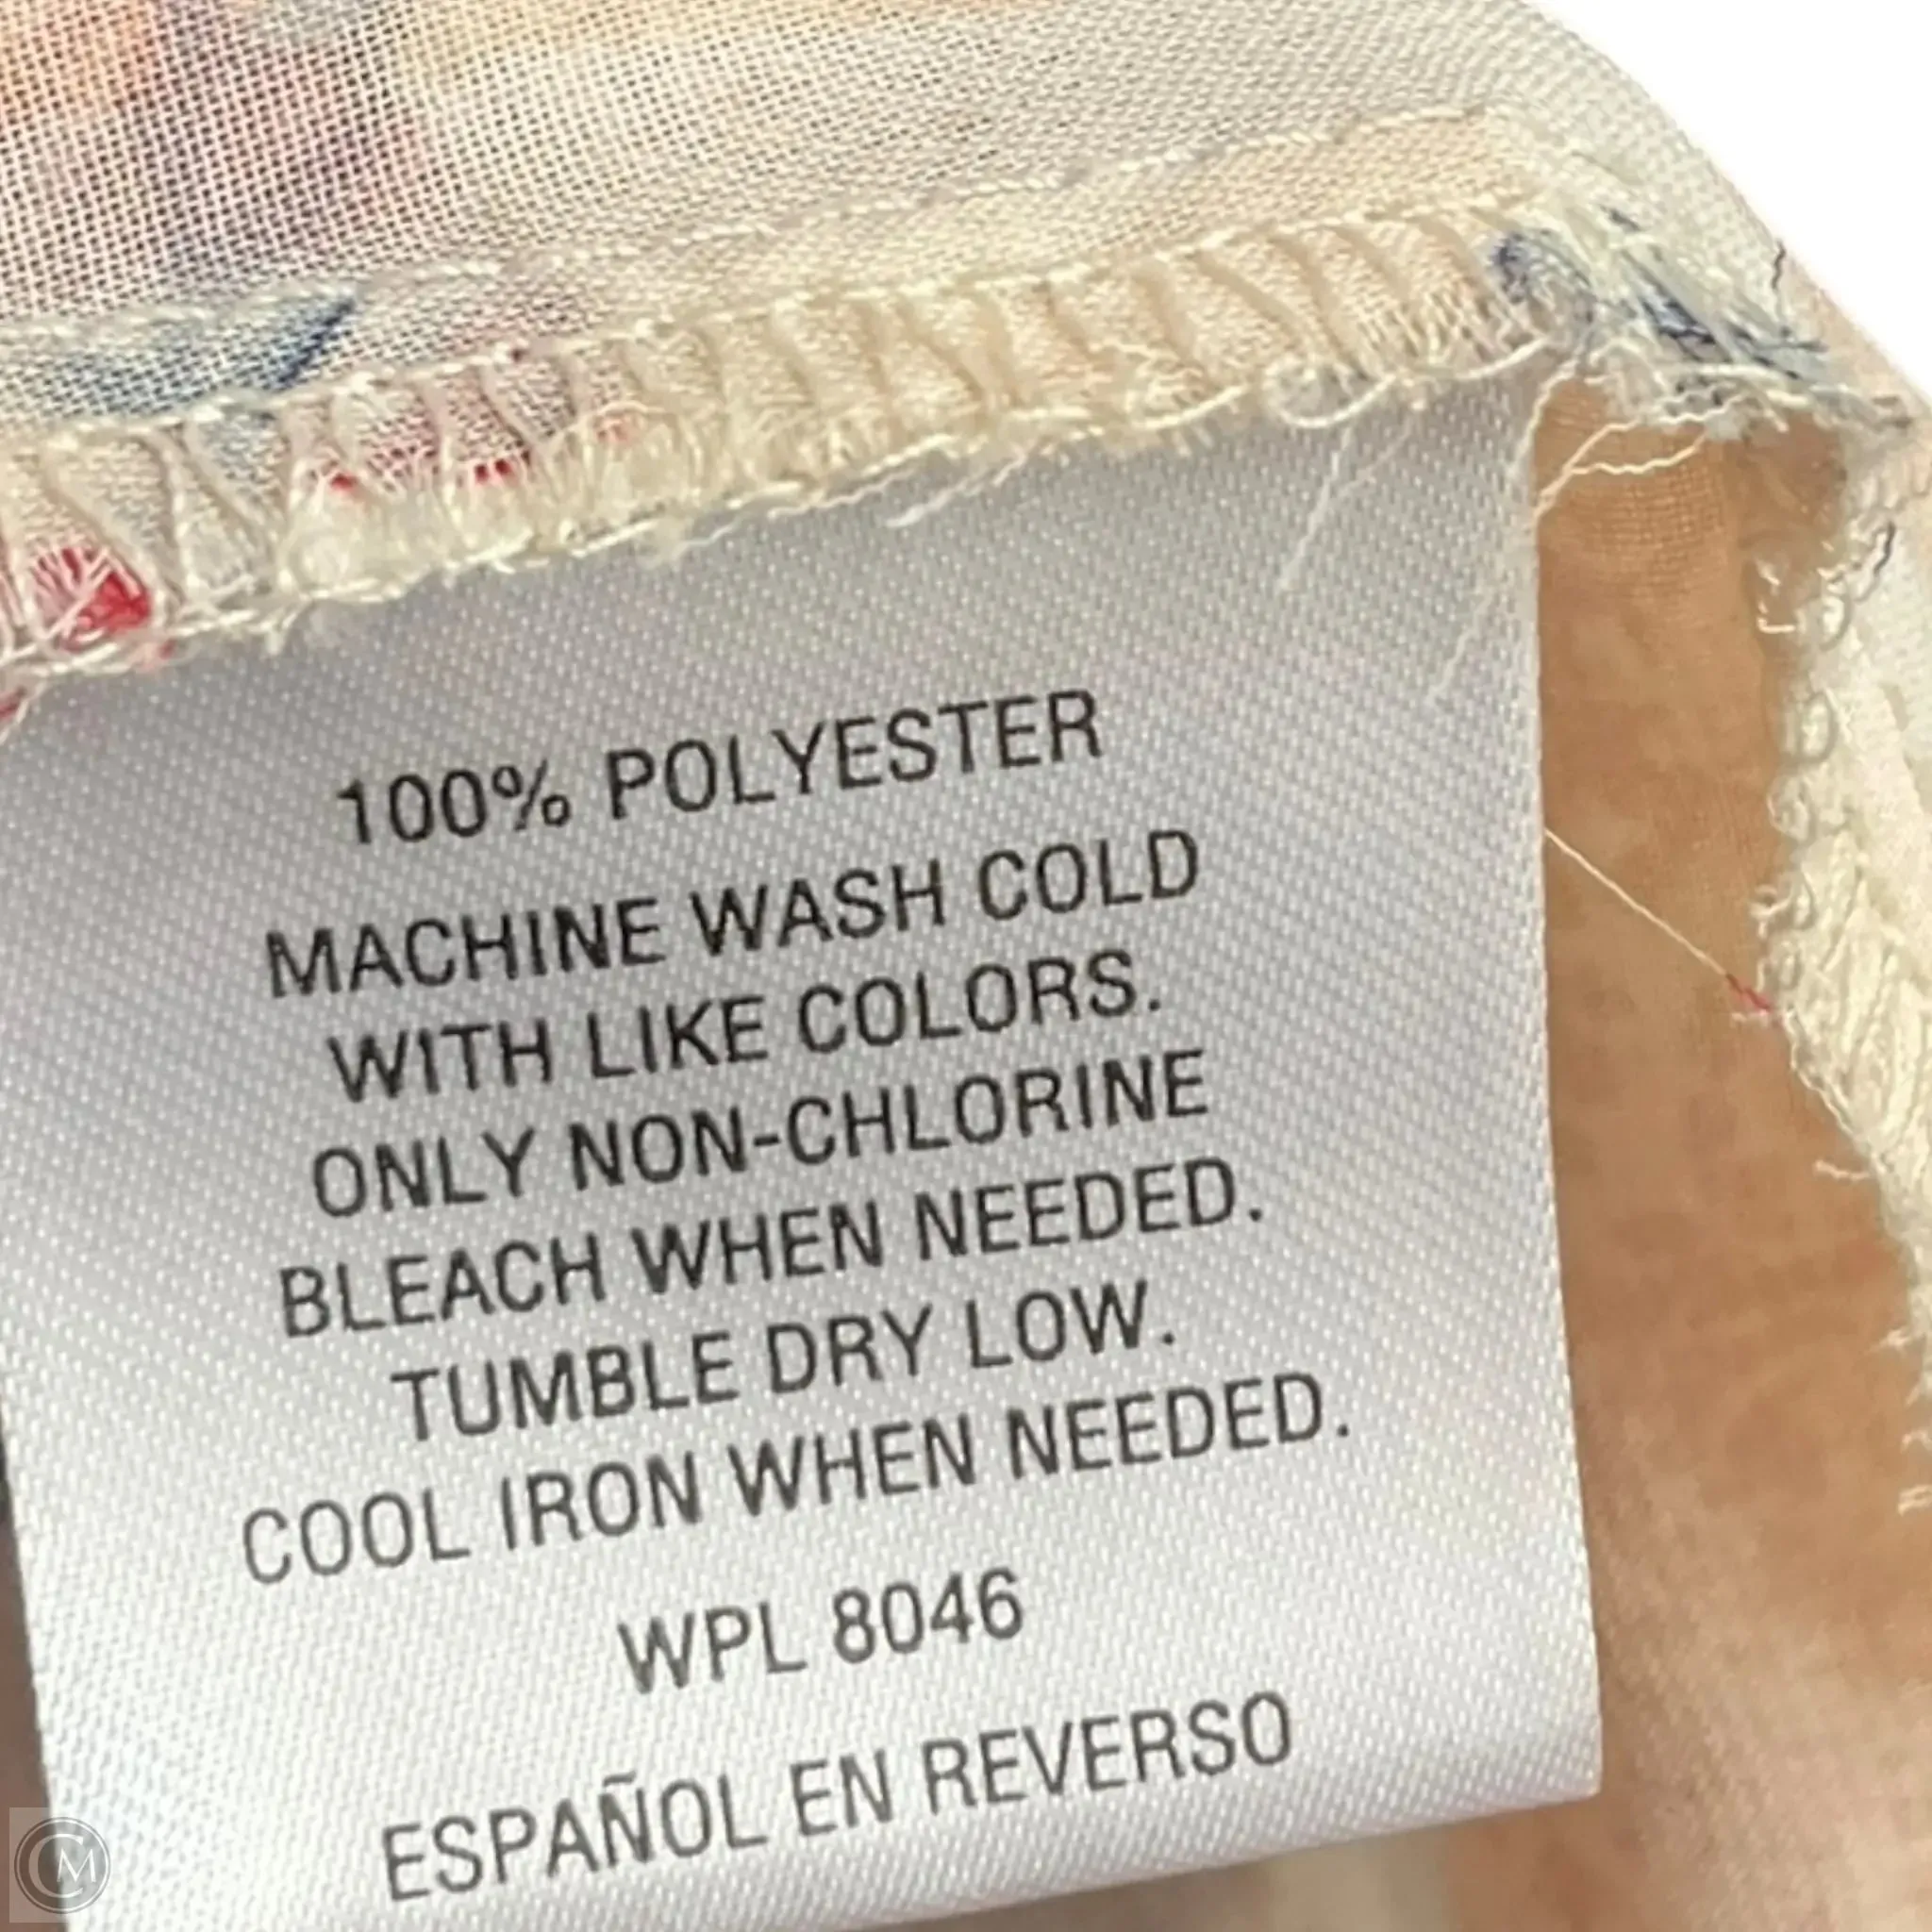 100% POLYESTER
MACHINE WASH COLD
WITH LIKE COLORS.
ONLY NON-CHLORINE
BLEACH WHEN NEEDED.
TUMBLE DRY LOW.
COOL IRON WHEN NEEDED.
WPL 8046
ESPAÑOL EN REVERSO
CM